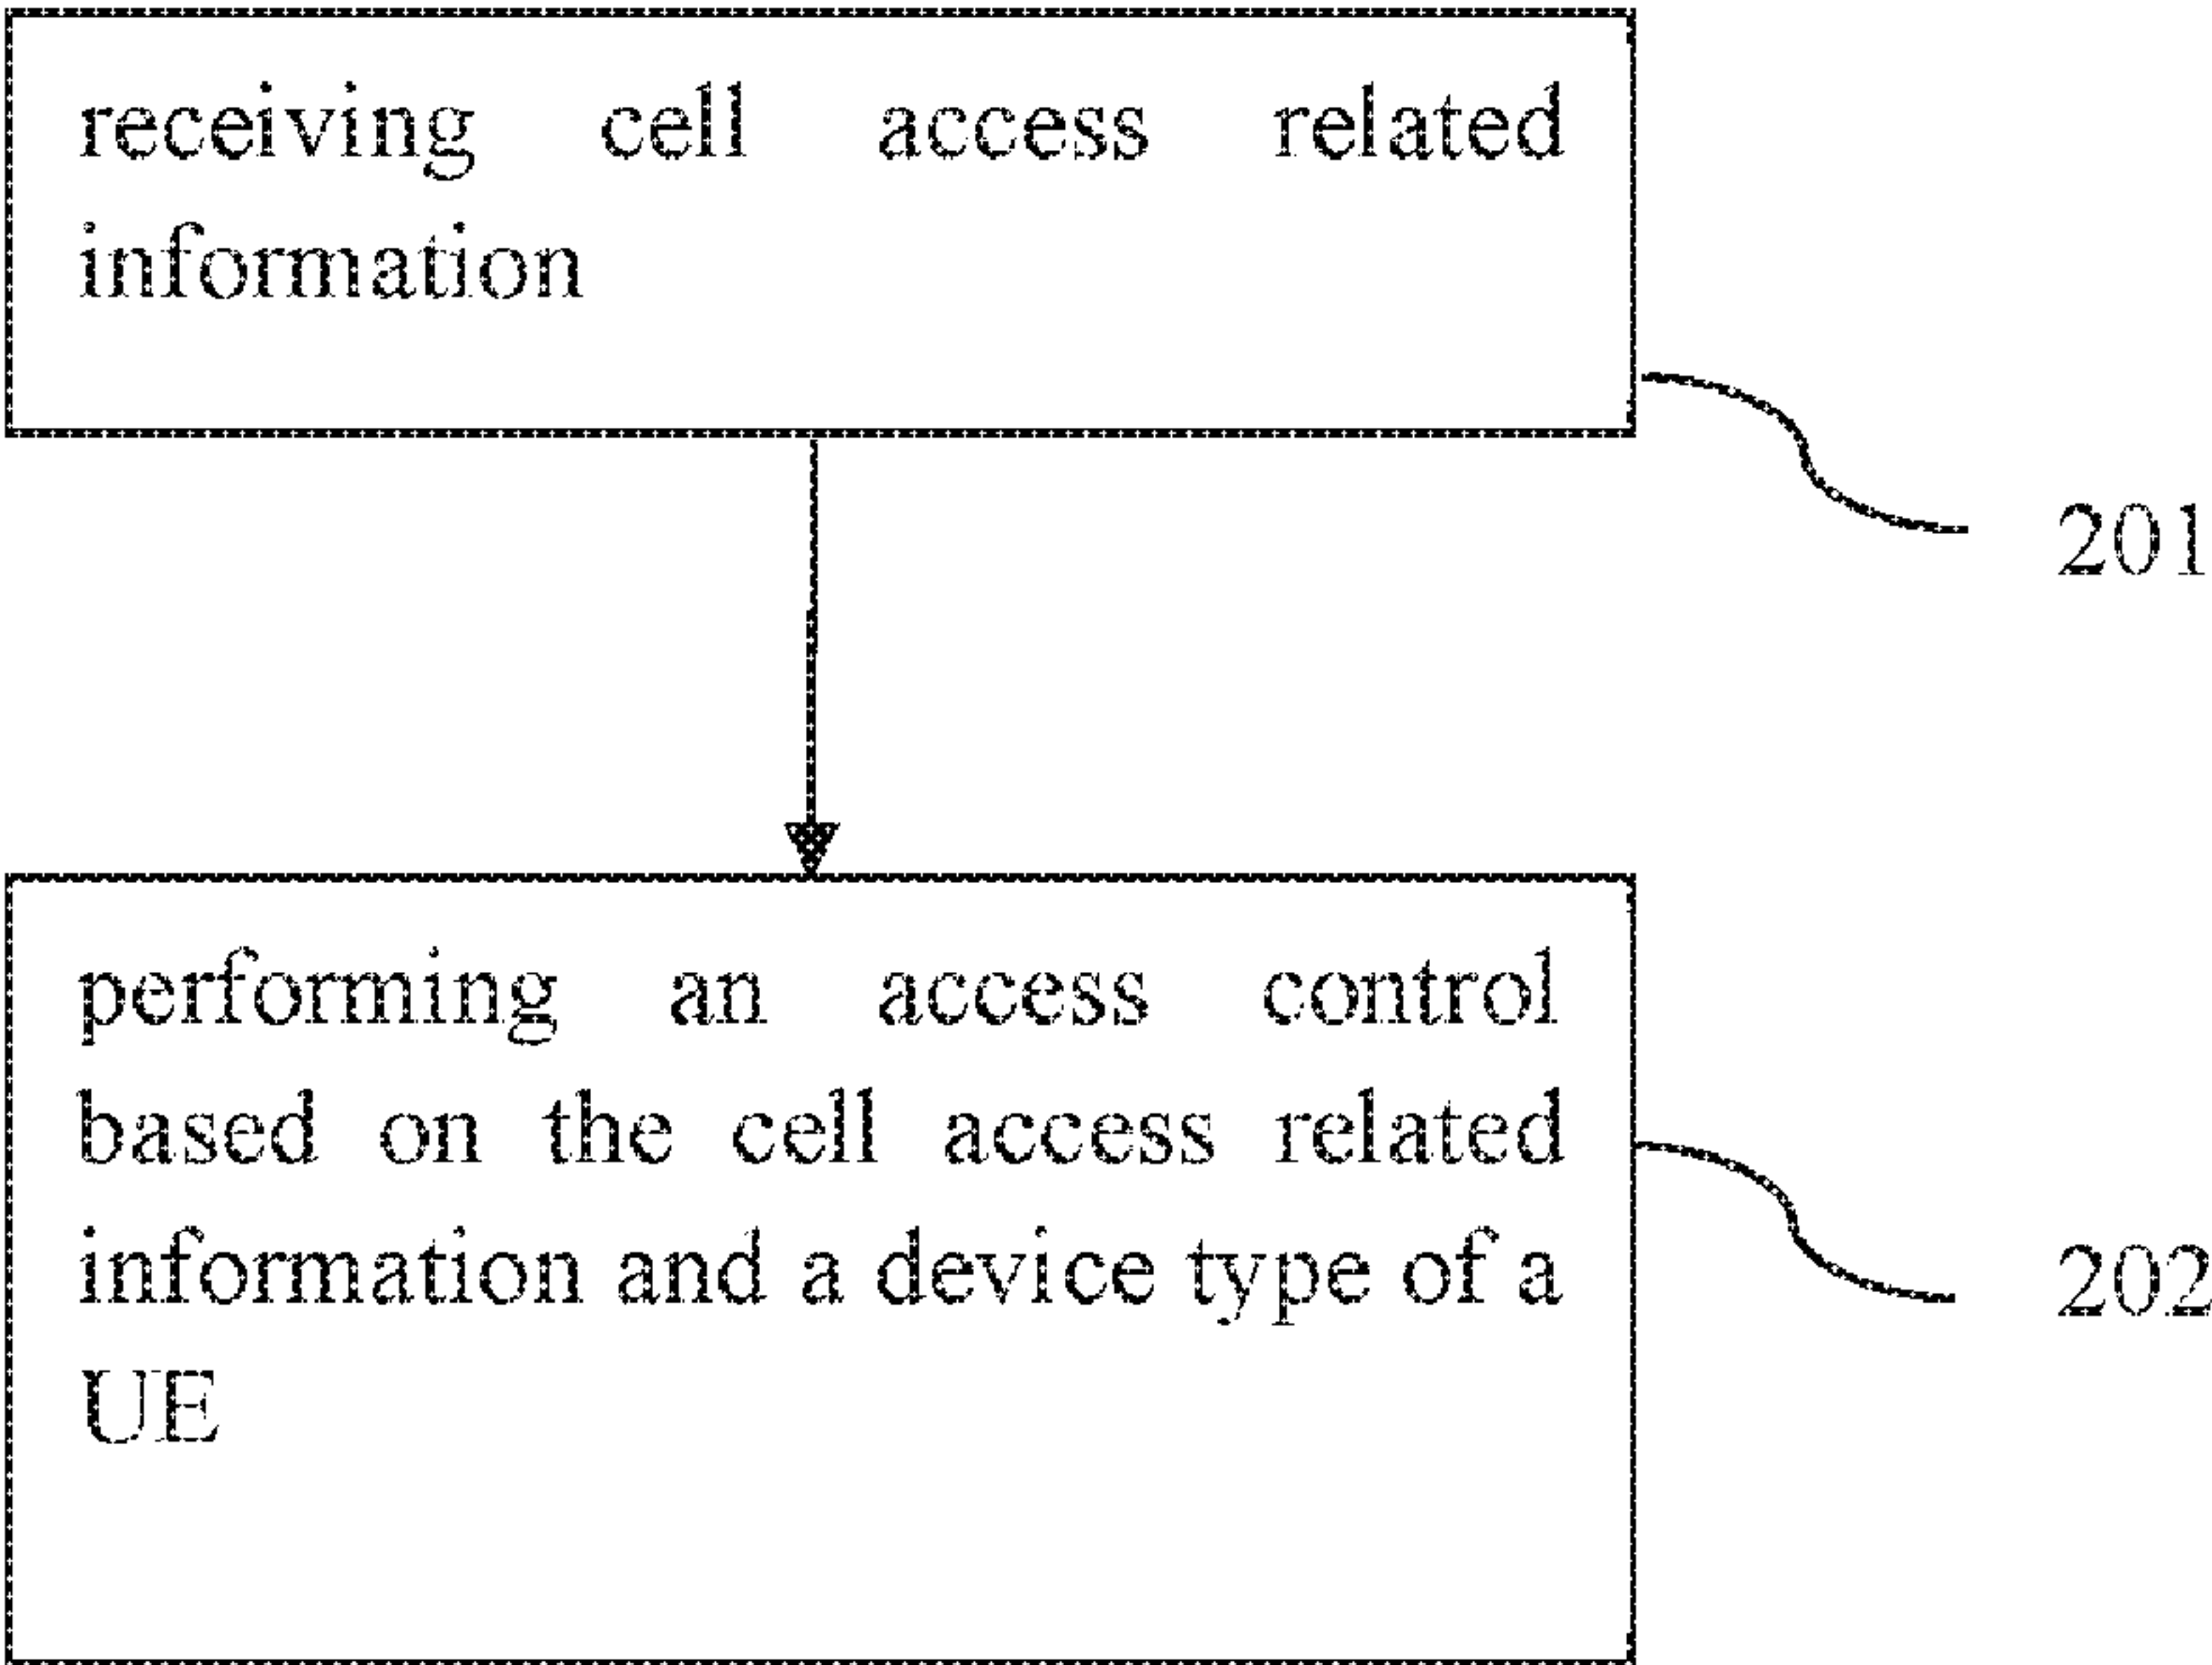 receiving cell access related
information
201
performing an access control
based on the cell access related
information and a device type of a
UE
202